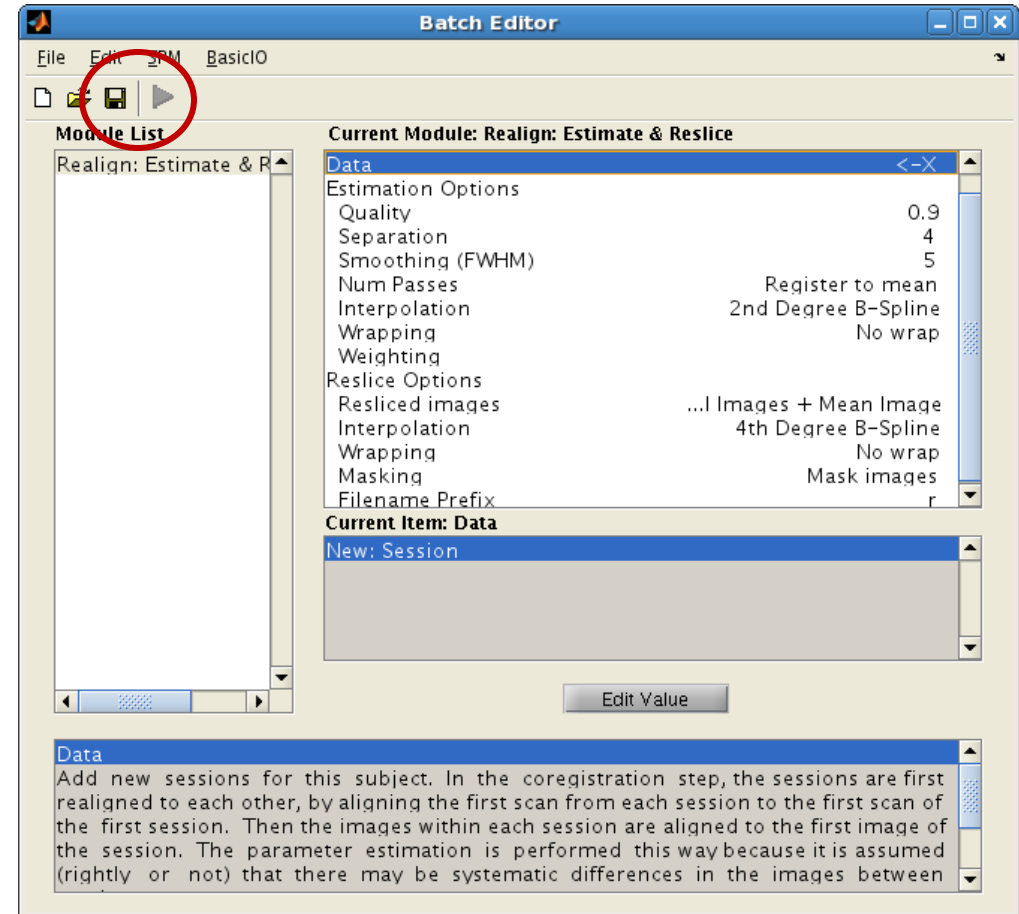 Batch Editor
File Edit SPM BasicIO
Module List
Realign: Estimate & R
Current Module: Realign: Estimate & Reslice
Data <-X
Estimation Options
Quality 0.9
Separation 4
Smoothing (FWHM) 5
Num Passes Register to mean
Interpolation 2nd Degree B-Spline
Wrapping No wrap
Weighting
Reslice Options
Resliced images ...l Images + Mean Image
Interpolation 4th Degree B-Spline
Wrapping No wrap
Masking Mask images
Filename Prefix r
Current Item: Data
New: Session
Edit Value
Data
Add new sessions for this subject. In the coregistration step, the sessions are first
realigned to each other, by aligning the first scan from each session to the first scan of
the first session. Then the images within each session are aligned to the first image of
the session. The parameter estimation is performed this way because it is assumed
(rightly or not) that there may be systematic differences in the images between